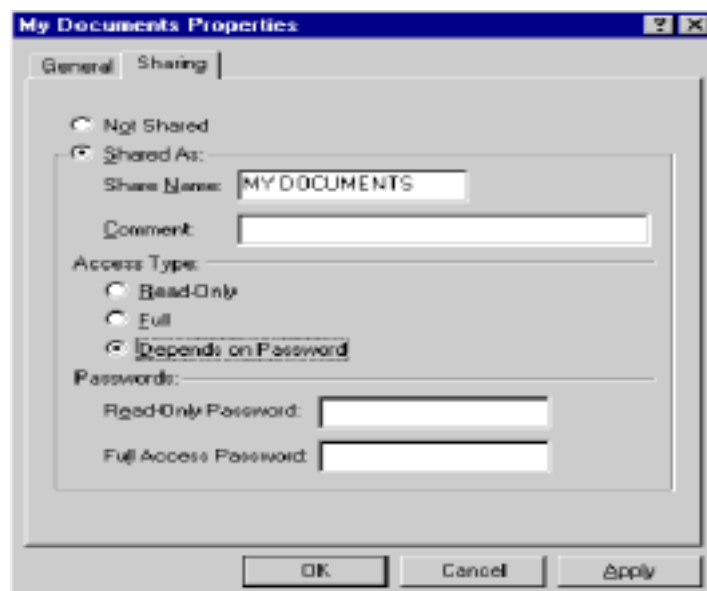 My Documents Properties
General Sharing
Not Shared
Shared As:
Share Name: MY DOCUMENTS
Comment:
Access Type:
Read-Only
Full
Depends on Password
Passwords:
Read-Only Password:
Full Access Password:
OK Cancel Apply